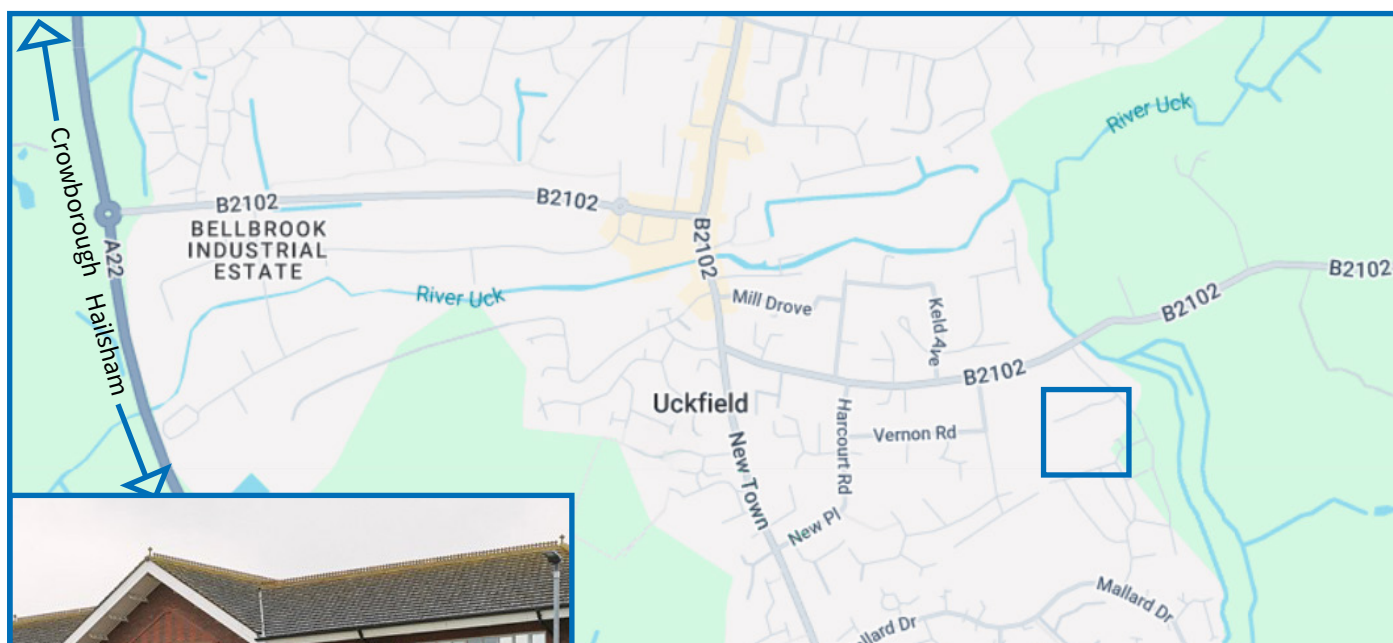 River Uck
Crowborough
Hailsham
A22
B2102
B2102
B2102
BELLBROOK
INDUSTRIAL
ESTATE
River Uck
Mill Drove
Keld Ave
B2102
B2102
B2102
Uckfield
Harcourt Rd
Vernon Rd
New Town
New Pl
Mallard Dr
allard Dr